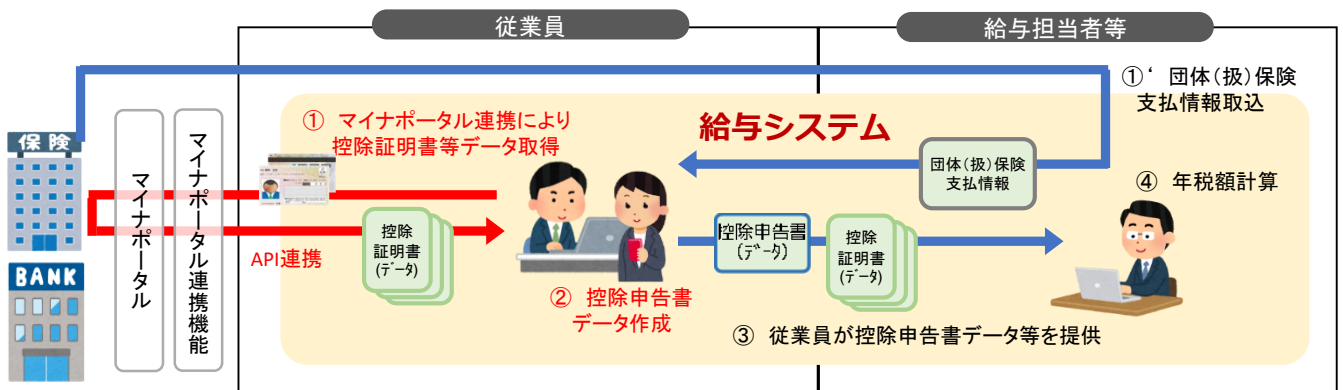 従業員
給与担当者等
①‘ 団体(扱)保険
支払情報取込
保険
BANK
マイナポータル
マイナポータル連携機能
① マイナポータル連携により
控除証明書等データ取得
給与システム
団体(扱)保険
支払情報
④ 年税額計算
API連携
控除
証明書
(データ)
② 控除申告書
データ作成
控除申告書
(データ)
控除
証明書
(データ)
③ 従業員が控除申告書データ等を提供